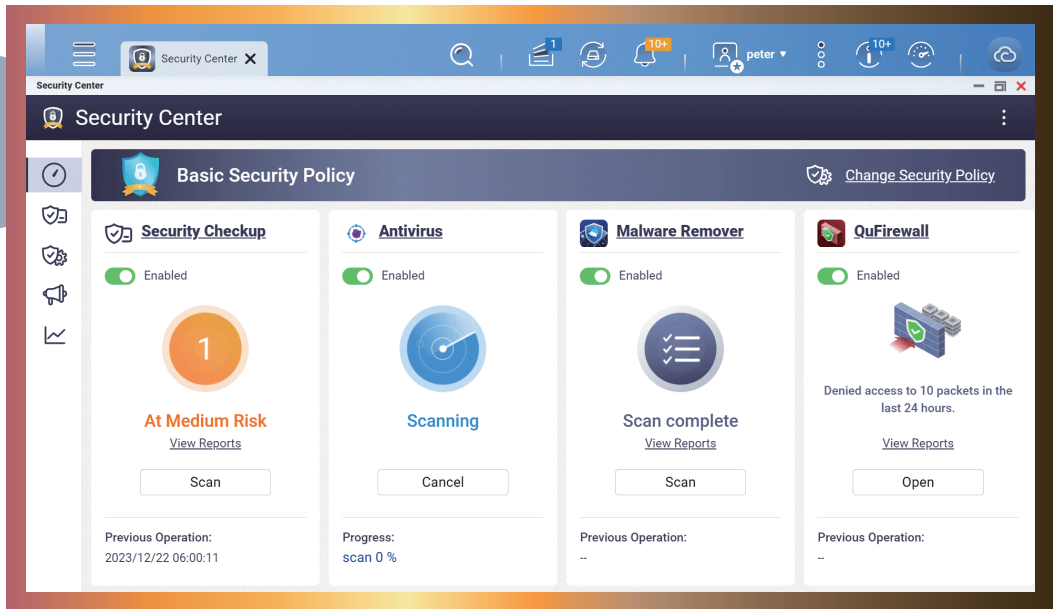 Security Center
1
10+
peter
10+
Security Center
Security Center
Basic Security Policy
Change Security Policy
Security Checkup
Enabled
1
At Medium Risk
View Reports
Scan
Previous Operation:
2023/12/22 06:00:11
Antivirus
Enabled
Scanning
Cancel
Progress:
scan 0 %
Malware Remover
Enabled
Scan complete
View Reports
Scan
Previous Operation:
--
QuFirewall
Enabled
Denied access to 10 packets in the
last 24 hours.
View Reports
Open
Previous Operation:
--